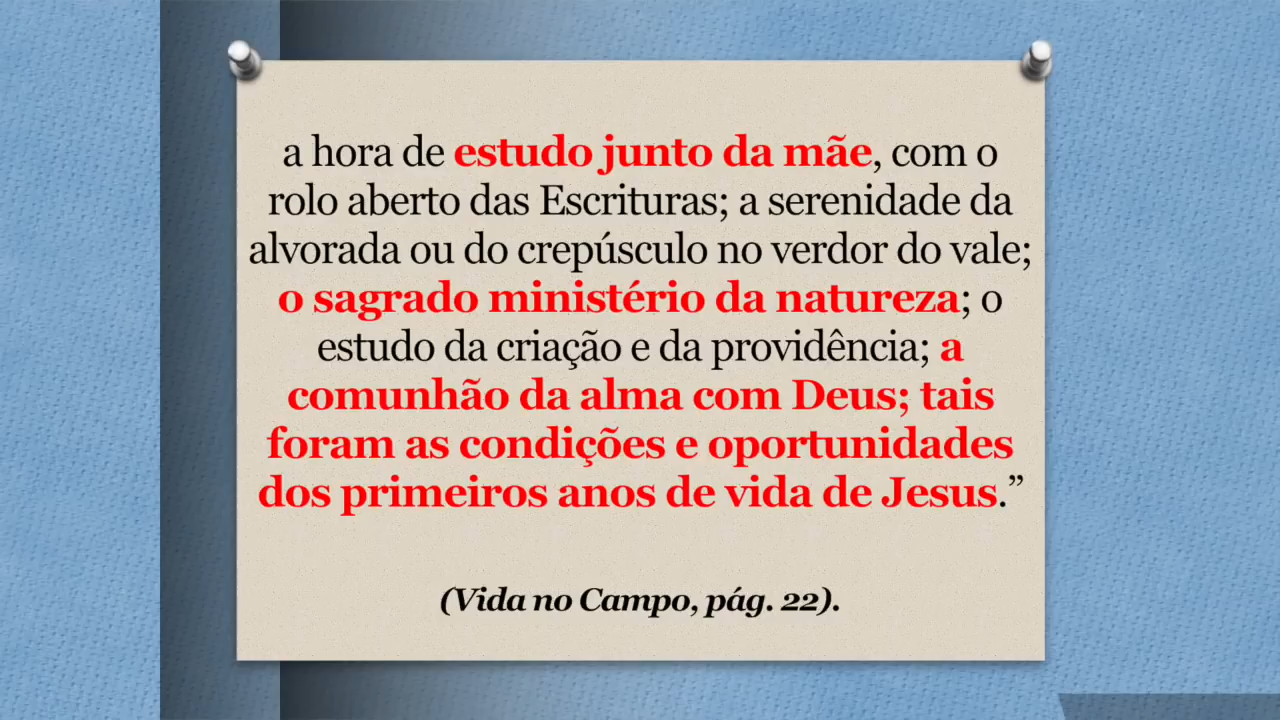 a hora de estudo junto da mãe, com o
rolo aberto das Escrituras; a serenidade da
alvorada ou do crepúsculo no verdor do vale;
o sagrado ministério da natureza; o
estudo da criação e da providência; a
comunhão da alma com Deus; tais
foram as condições e oportunidades
dos primeiros anos de vida de Jesus.”
(Vida no Campo, pág. 22).